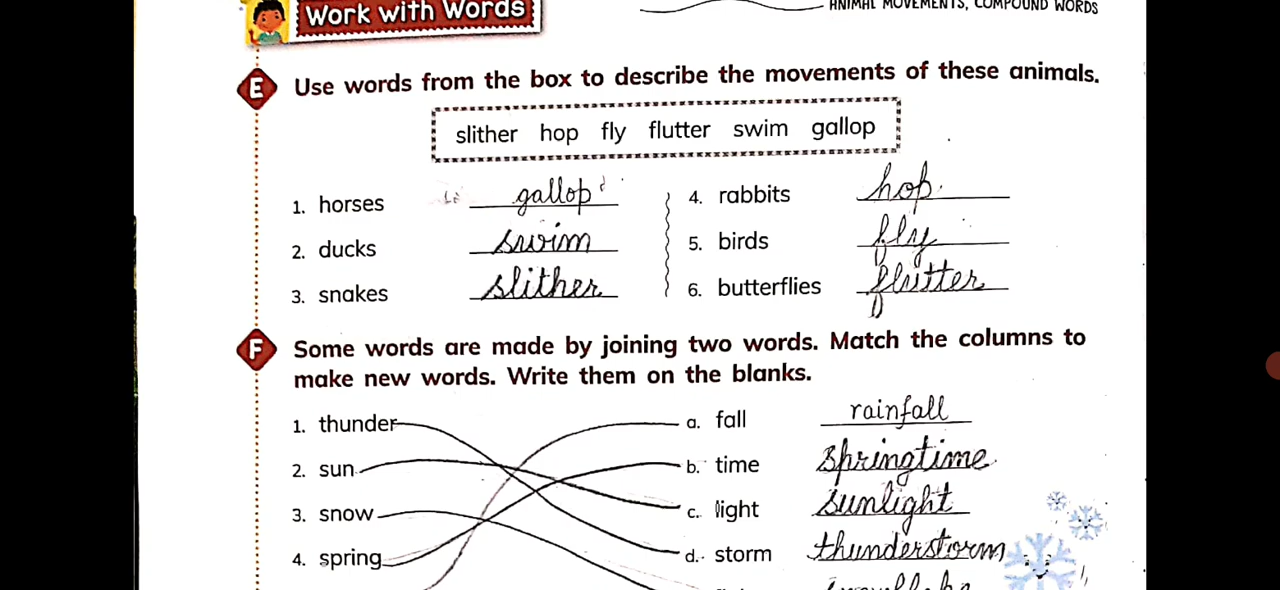 Work with Words
ANIMAL MOVEMENTS, COMPOUND WORDS
E Use words from the box to describe the movements of these animals.
slither hop fly flutter swim gallop
1. horses gallop 4. rabbits hop.
2. ducks swim 5. birds fly
3. snakes slither 6. butterflies flutter
F Some words are made by joining two words. Match the columns to
make new words. Write them on the blanks.
1. thunder a. fall rainfall
2. sun b. time springtime
3. snow c. light sunlight
4. spring d. storm thunderstorm